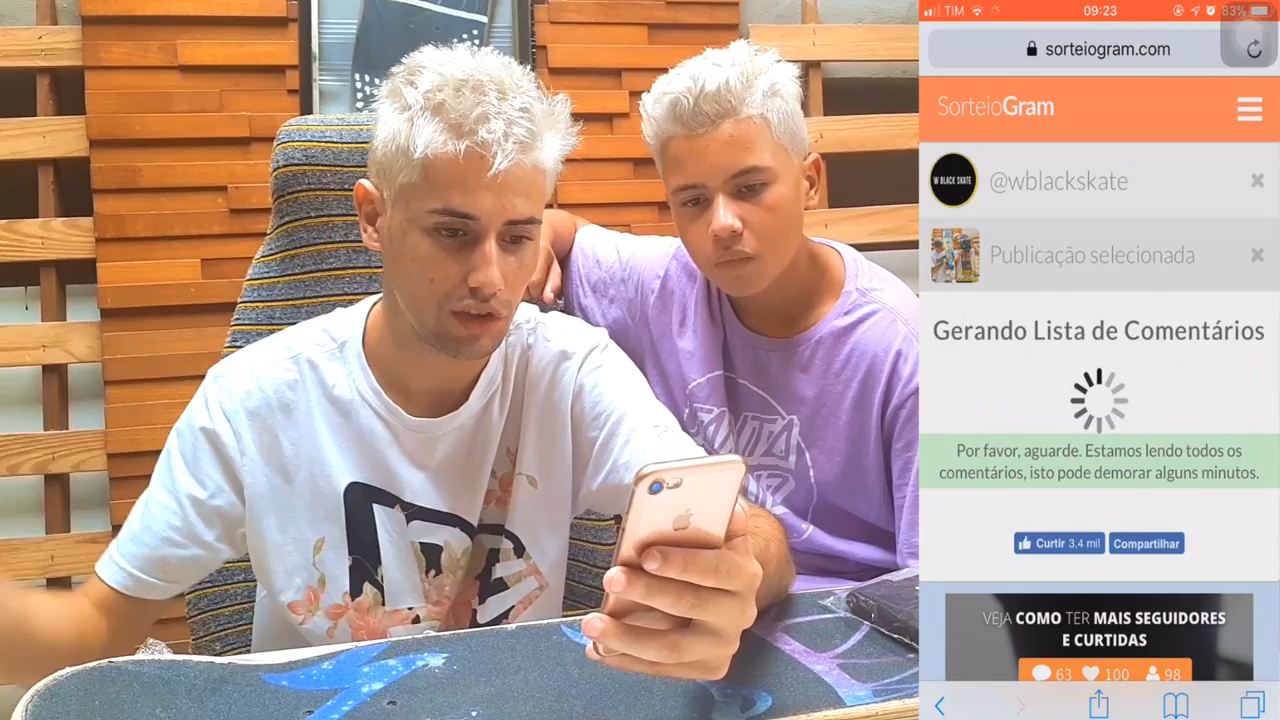 TIM
09:23
83%
sorteiogram.com
SorteioGram
W BLACK SKATE
@wblackskate
Publicação selecionada
Gerando Lista de Comentários
Por favor, aguarde. Estamos lendo todos os
comentários, isto pode demorar alguns minutos.
Curtir 3,4 mil
Compartilhar
VEJA COMO TER MAIS SEGUIDORES
E CURTIDAS
63
100
98